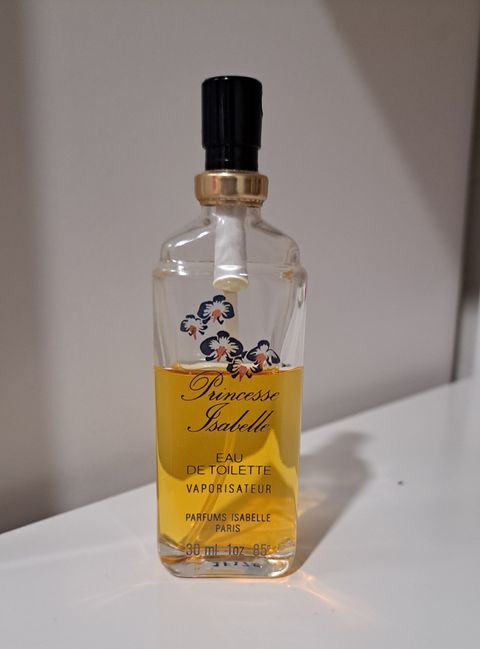 Princesse
Isabelle
EAU
DE TOILETTE
VAPORISATEUR
PARFUMS ISABELLE
PARIS
30 ml 1oz 85°